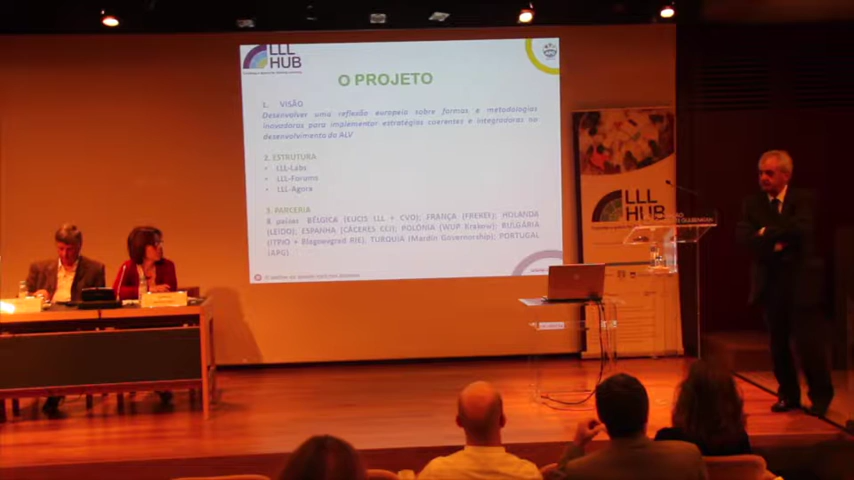 LLL
HUB
O PROJETO
1. VISÃO
Desenvolver uma reflexão europeia sobre formas e metodologias
inovadoras para implementar estratégias coerentes e integradoras no
desenvolvimento da ALV
2. ESTRUTURA
• LLL-Labs
• LLL-Forums
• LLL-Agora
3. PARCERIA
8 países BÉLGICA (EUCIS LLL + CVO); FRANÇA (FREREF); HOLANDA
(LEIDO); ESPANHA (CÁCERES CCI); POLÓNIA (WUP Krakow); BULGÁRIA
(ITPIO + Blagoevgrad RIE); TURQUIA (Mardin Governorship); PORTUGAL
(APG)
LLL
HUB